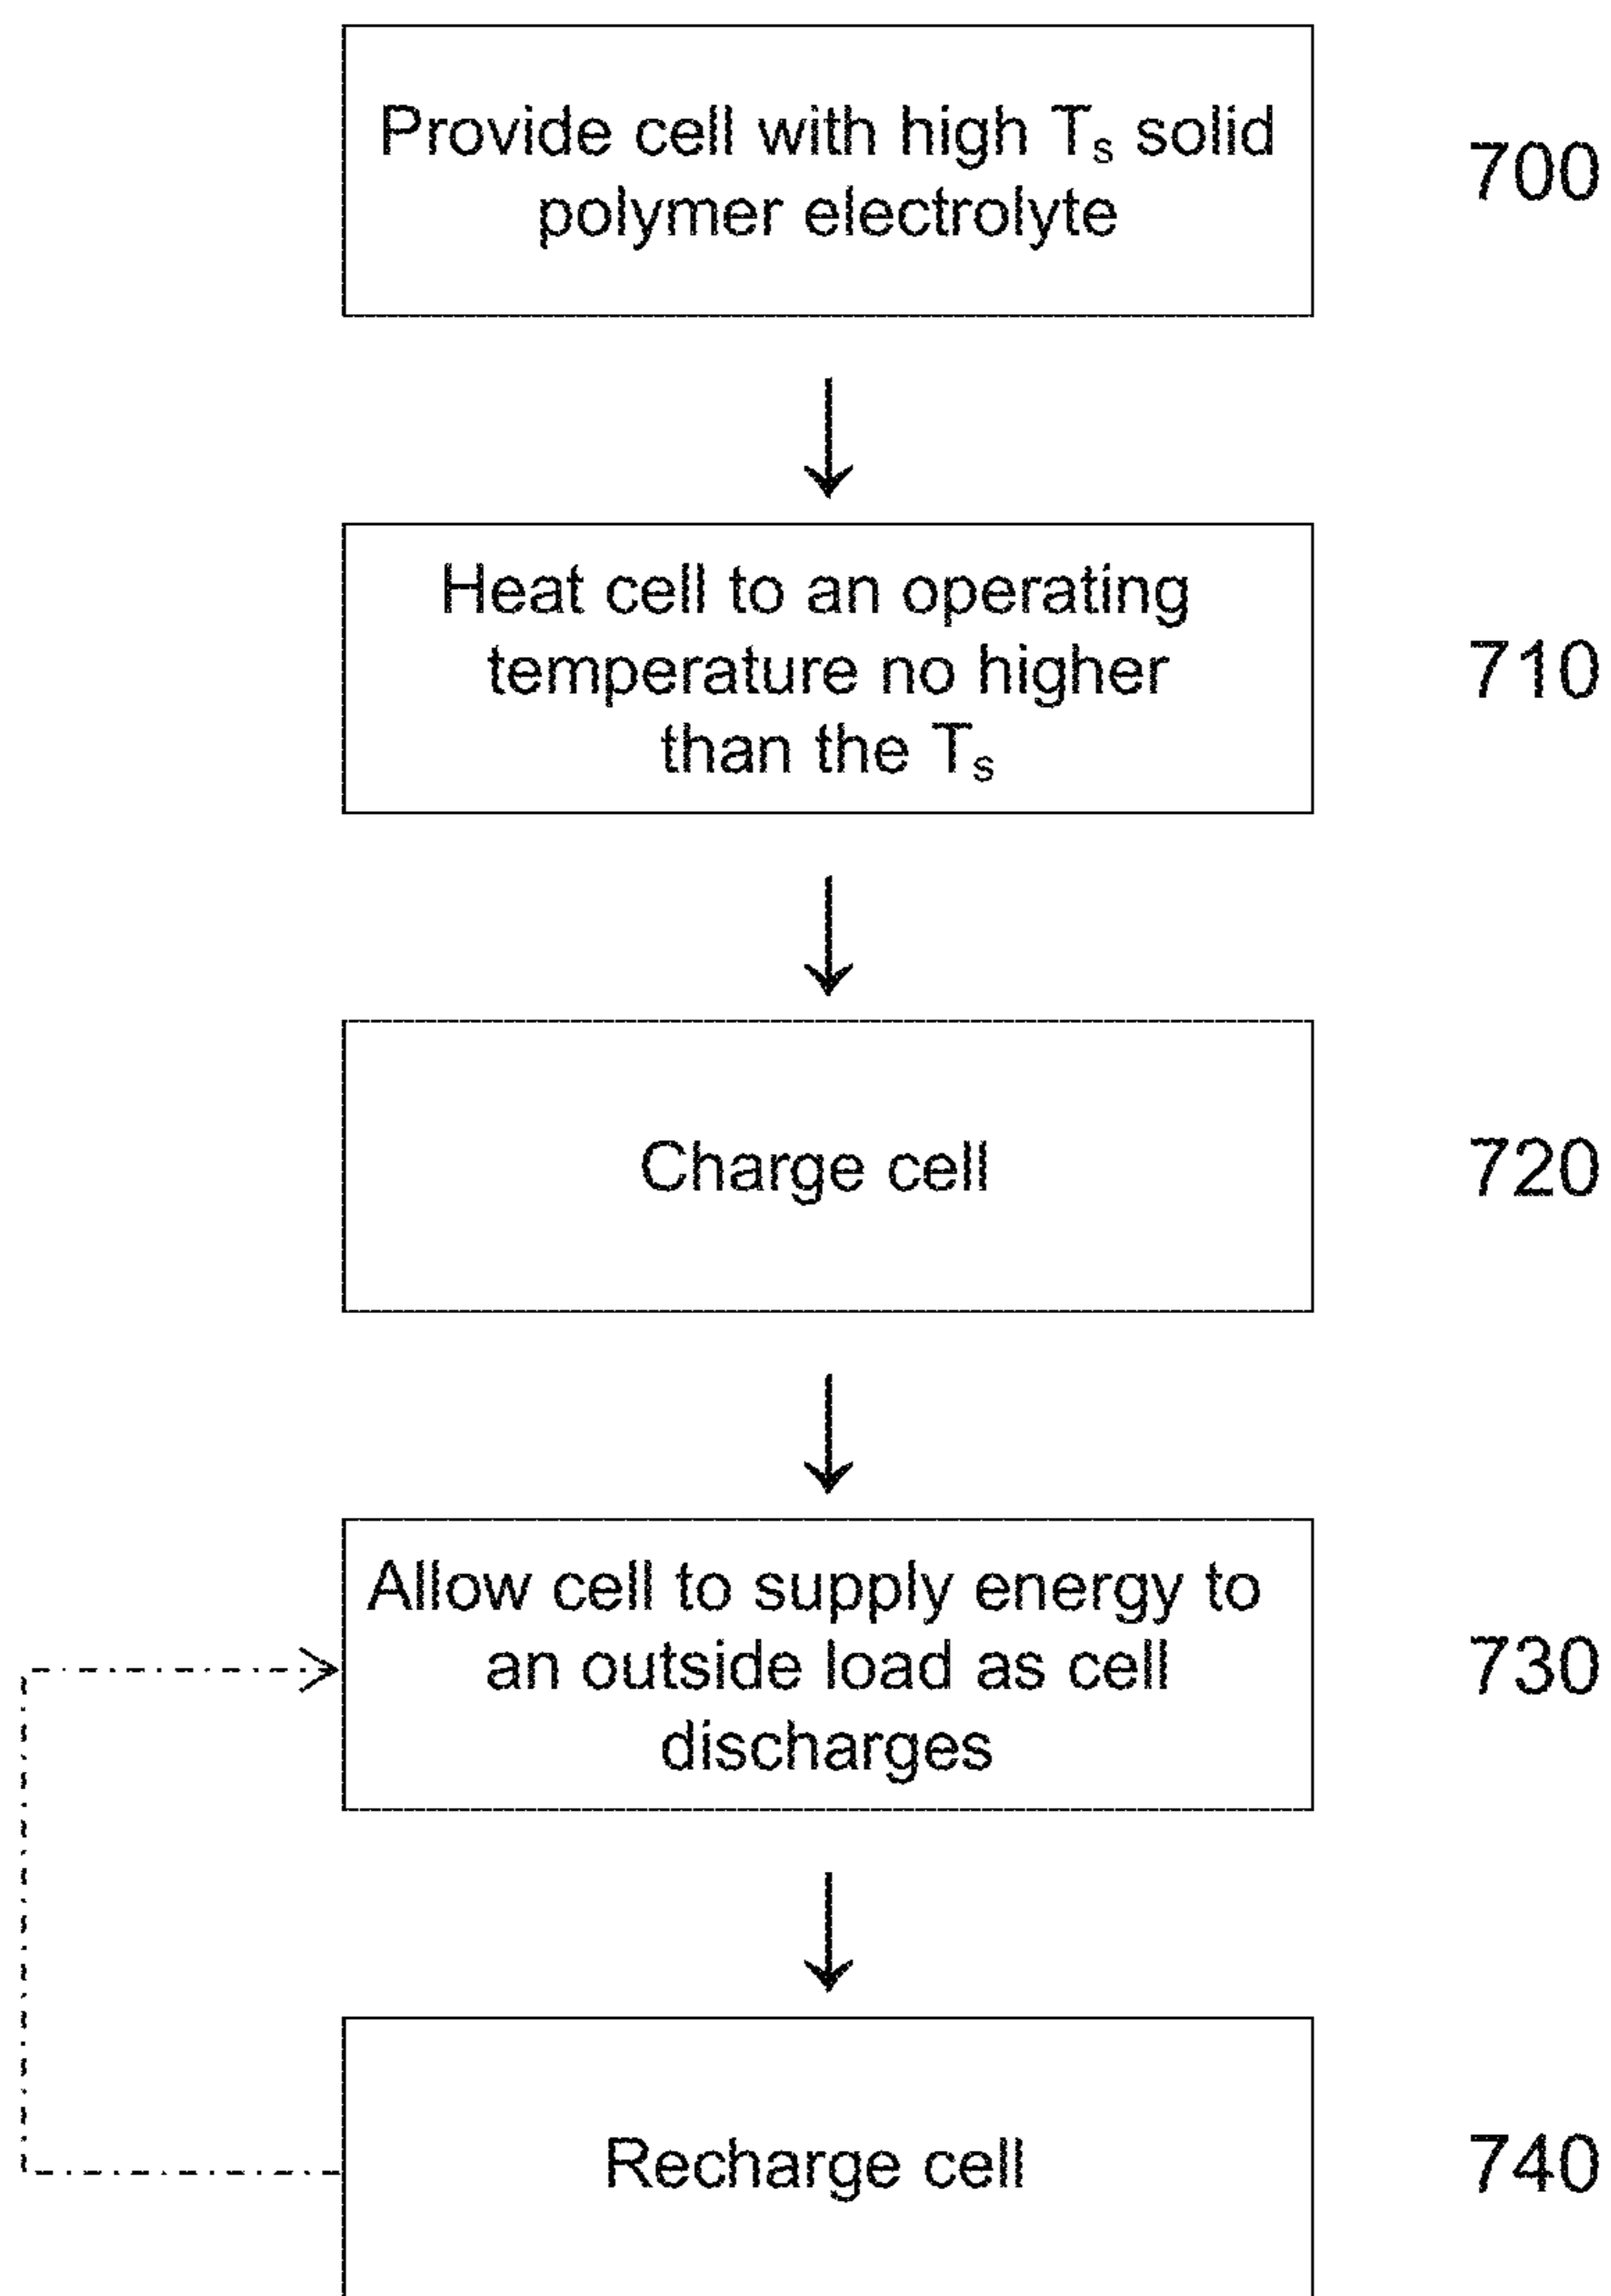 Provide cell with high Ts solid
polymer electrolyte
700
Heat cell to an operating
temperature no higher
than the Ts
710
Charge cell
720
Allow cell to supply energy to
an outside load as cell
discharges
730
Recharge cell
740